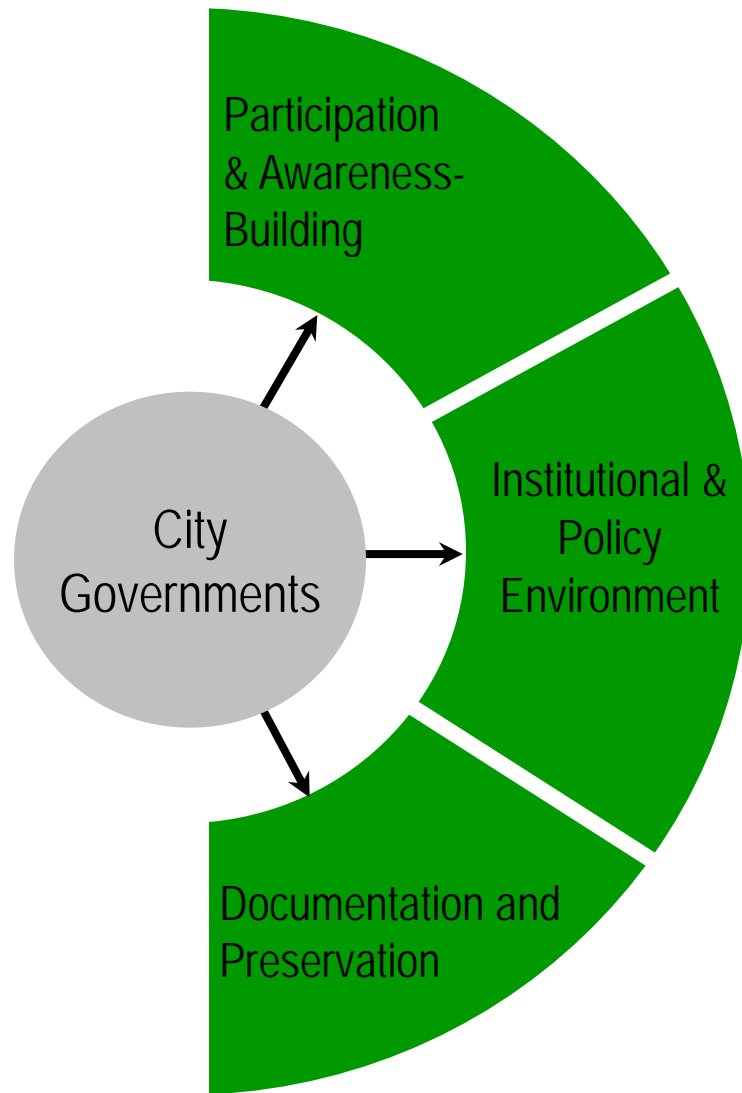 Participation
& Awareness-
Building
Institutional &
Policy
Environment
City
Governments
Documentation and
Preservation